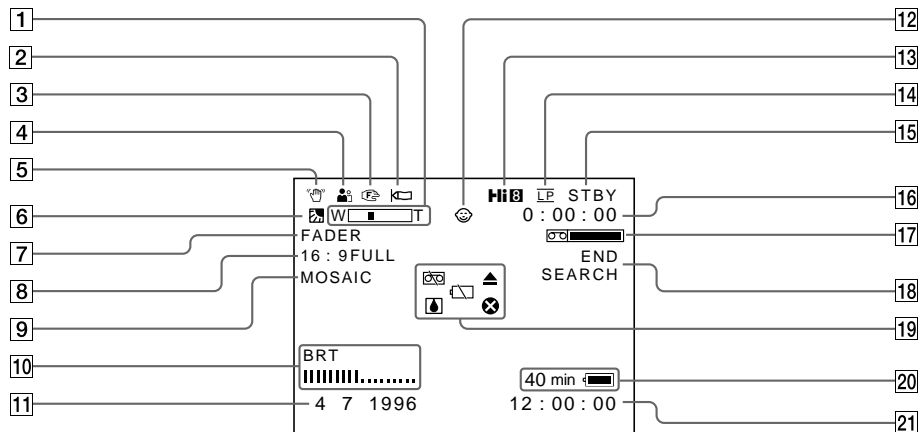 1
2
3
4
5
6
7
8
9
10
11
12
13
14
15
16
17
18
19
20
21
F
Hi8 LP STBY
W T 0:00:00
FADER
16:9FULL
MOSAIC
END
SEARCH
BRT
40 min
4 7 1996
12:00:00